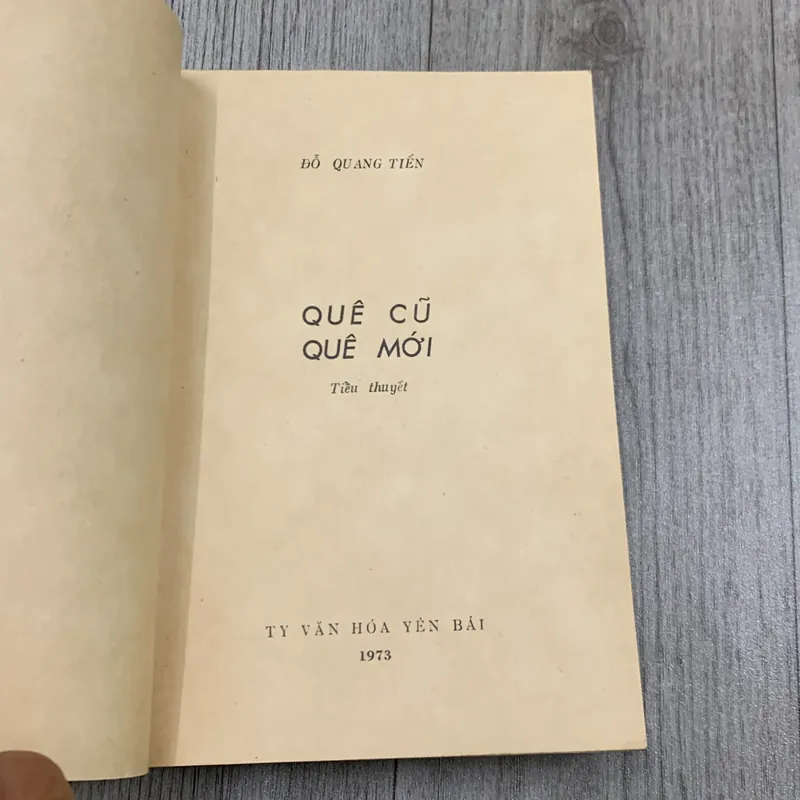 ĐỖ QUANG TIẾN
QUÊ CŨ
QUÊ MỚI
Tiểu thuyết
TY VĂN HÓA YÊN BÁI
1973